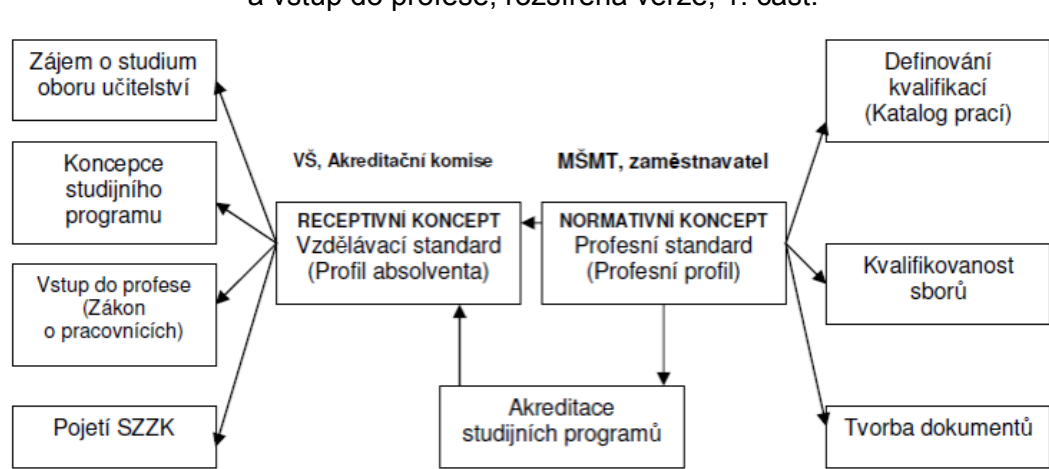 a vstup do profese, rozšířená verze, 1. část.
Zájem o studium
oboru učitelství
Koncepce
studijního
programu
Vstup do profese
(Zákon
o pracovnících)
Pojetí SZZK
VŠ, Akreditační komise
RECEPTIVNÍ KONCEPT
Vzdělávací standard
(Profil absolventa)
MŠMT, zaměstnavatel
NORMATIVNÍ KONCEPT
Profesní standard
(Profesní profil)
Akreditace
studijních programů
Definování
kvalifikací
(Katalog prací)
Kvalifikovanost
sborů
Tvorba dokumentů